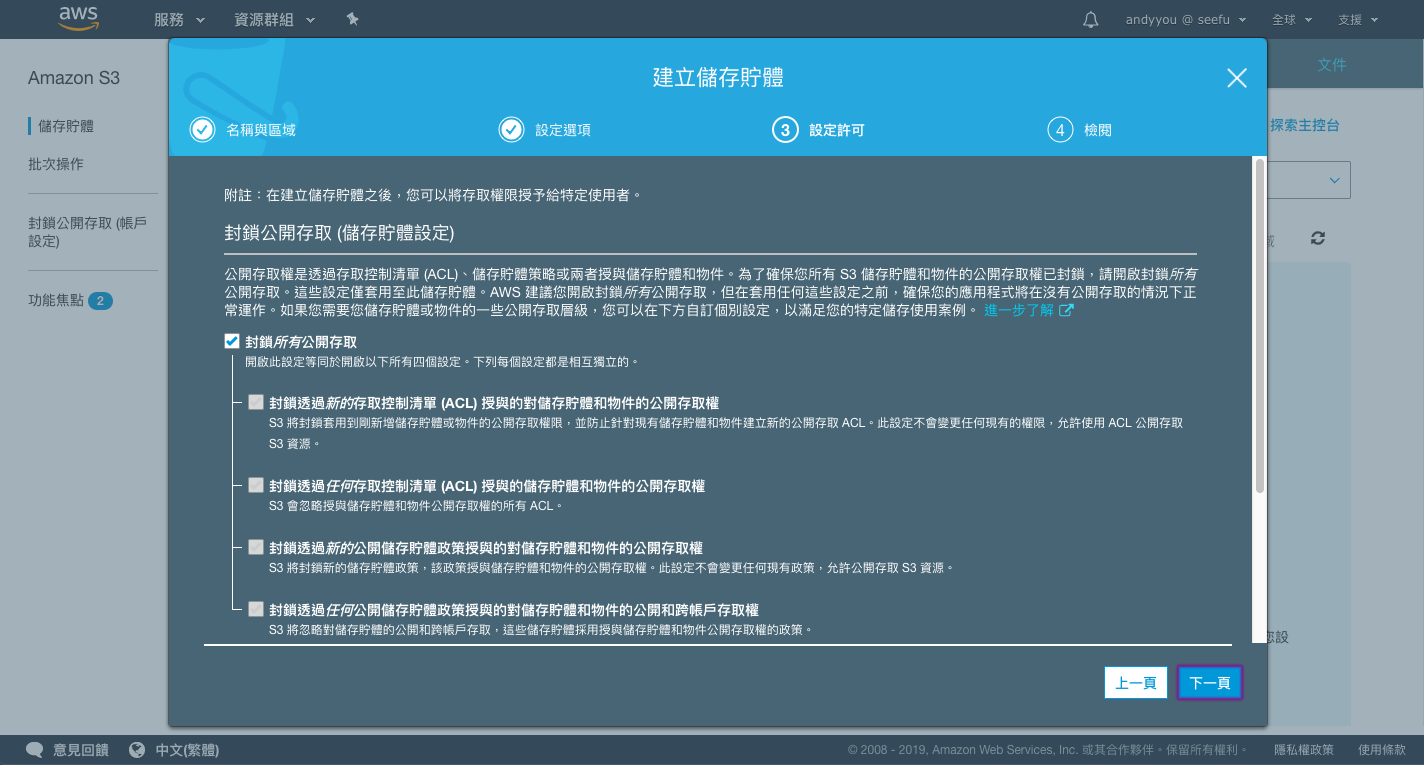 aws 服務 資源群組 andyyou @ seefu 全球 支援
Amazon S3
儲存貯體
批次操作
封鎖公開存取 (帳戶
設定)
功能焦點 2
文件
探索主控台
建立儲存貯體
名稱與區域 設定選項 3 設定許可 4 檢閱
附註：在建立儲存貯體之後，您可以將存取權限授予給特定使用者。
封鎖公開存取 (儲存貯體設定)
公開存取權是透過存取控制清單 (ACL)、儲存貯體策略或兩者授與儲存貯體和物件。為了確保您所有 S3 儲存貯體和物件的公開存取權已封鎖，請開啟封鎖所有
公開存取。這些設定僅套用至此儲存貯體。AWS 建議您開啟封鎖所有公開存取，但在套用任何這些設定之前，確保您的應用程式將在沒有公開存取的情況下正
常運作。如果您需要您儲存貯體或物件的一些公開存取層級，您可以在下方自訂個別設定，以滿足您的特定儲存使用案例。 進一步了解
封鎖所有公開存取
開啟此設定等同於開啟以下所有四個設定。下列每個設定都是相互獨立的。
封鎖透過新的存取控制清單 (ACL) 授與的對儲存貯體和物件的公開存取權
S3 將封鎖套用到剛新增儲存貯體或物件的公開存取權限，並防止針對現有儲存貯體和物件建立新的公開存取 ACL。此設定不會變更任何現有的權限，允許使用 ACL 公開存取
S3 資源。
封鎖透過任何存取控制清單 (ACL) 授與的儲存貯體和物件的公開存取權
S3 會忽略授與儲存貯體和物件公開存取權的所有 ACL。
封鎖透過新的公開儲存貯體政策授與的對儲存貯體和物件的公開存取權
S3 將封鎖新的儲存貯體政策，該政策授與儲存貯體和物件的公開存取權。此設定不會變更任何現有政策，允許公開存取 S3 資源。
封鎖透過任何公開儲存貯體政策授與的對儲存貯體和物件的公開和跨帳戶存取權
S3 將忽略對儲存貯體的公開和跨帳戶存取，這些儲存貯體採用授與儲存貯體和物件公開存取權的政策。
您設
上一頁 下一頁
意見回饋 中文(繁體) © 2008 - 2019, Amazon Web Services, Inc. 或其合作夥伴。保留所有權利。 隱私權政策 使用條款